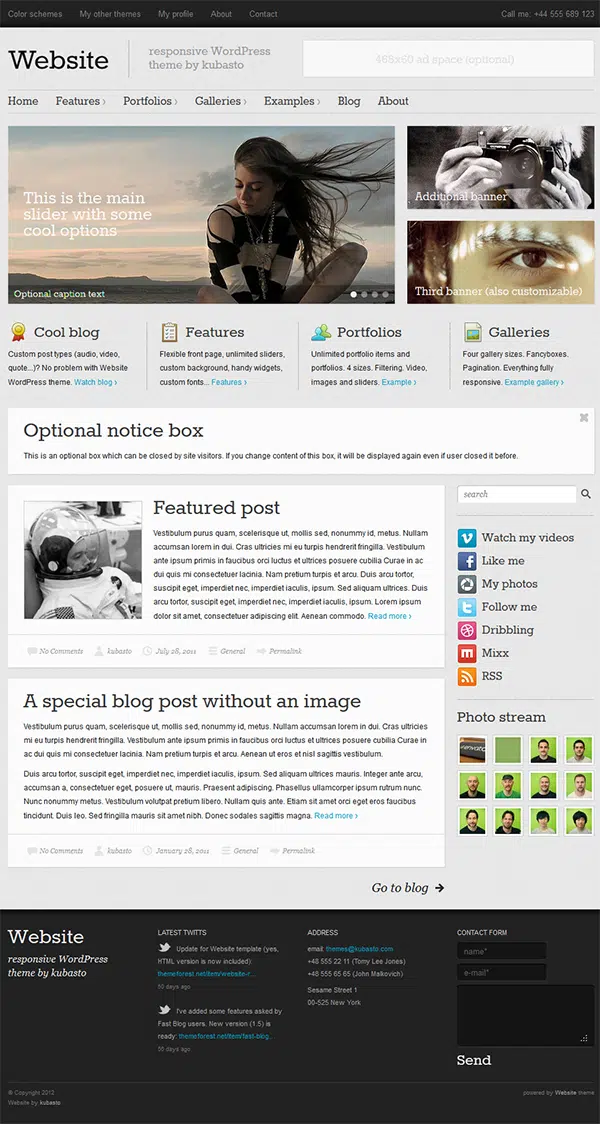 Color schemes My other themes My profile About Contact Call me: +44 555 689 123
Website
responsive WordPress
theme by kubasto
468x60 ad space (optional)
Home Features › Portfolios › Galleries › Examples › Blog About
This is the main
slider with some
cool options
Optional caption text
Additional banner
Third banner (also customizable)
Cool blog
Custom post types (audio, video,
quote...)? No problem with Website
WordPress theme. Watch blog ›
Features
Flexible front page, unlimited sliders,
custom background, handy widgets,
custom fonts... Features ›
Portfolios
Unlimited portfolio items and
portfolios. 4 sizes. Filtering. Video,
images and sliders. Example ›
Galleries
Four gallery sizes. Fancyboxes.
Pagination. Everything fully
responsive. Example gallery ›
Optional notice box
This is an optional box which can be closed by site visitors. If you change content of this box, it will be displayed again even if user closed it before.
Featured post
Vestibulum purus quam, scelerisque ut, mollis sed, nonummy id, metus. Nullam
accumsan lorem in dui. Cras ultricies mi eu turpis hendrerit fringilla. Vestibulum
ante ipsum primis in faucibus orci luctus et ultrices posuere cubilia Curae in ac
dui quis mi consectetuer lacinia. Nam pretium turpis et arcu. Duis arcu tortor,
suscipit eget, imperdiet nec, imperdiet iaculis, ipsum. Sed aliquam ultrices. Duis
arcu tortor, suscipit eget, imperdiet nec, imperdiet iaculis, ipsum. Lorem ipsum
dolor sit amet, consectetuer adipiscing elit. Aenean commodo. Read more ›
No Comments kubasto July 28, 2011 General Permalink
A special blog post without an image
Vestibulum purus quam, scelerisque ut, mollis sed, nonummy id, metus. Nullam accumsan lorem in dui. Cras ultricies
mi eu turpis hendrerit fringilla. Vestibulum ante ipsum primis in faucibus orci luctus et ultrices posuere cubilia Curae in
ac dui quis mi consectetuer lacinia. Nam pretium turpis et arcu. Aenean ut eros et nisl sagittis vestibulum.
Duis arcu tortor, suscipit eget, imperdiet nec, imperdiet iaculis, ipsum. Sed aliquam ultrices mauris. Integer ante arcu,
accumsan a, consectetuer eget, posuere ut, mauris. Praesent adipiscing. Phasellus ullamcorper ipsum rutrum nunc.
Nunc nonummy metus. Vestibulum volutpat pretium libero. Nullam quis ante. Etiam sit amet orci eget eros faucibus
tincidunt. Duis leo. Sed fringilla mauris sit amet nibh. Donec sodales sagittis magna. Read more ›
No Comments kubasto January 28, 2011 General Permalink
Go to blog
search
Watch my videos
Like me
My photos
Follow me
Dribbling
Mixx
RSS
Photo stream
Website
responsive WordPress
theme by kubasto
LATEST TWITTS
Update for Website template (yes,
HTML version is now included):
themeforest.net/item/website-r...
50 days ago
I've added some features asked by
Fast Blog users. New version (1.5) is
ready: themeforest.net/item/fast-blog...
50 days ago
ADDRESS
email: themes@kubasto.com
+48 555 22 11 (Tomy Lee Jones)
+48 555 65 65 (John Malkovich)
Sesame Street 1
00-525 New York
CONTACT FORM
name*
e-mail*
Send
© Copyright 2012
Website by kubasto
powered by Website theme